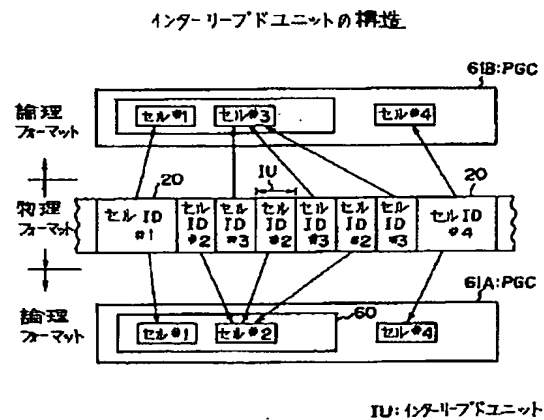 インターリーブドユニットの構造
61B:PGC
論理
フォーマット
セル#1
セル#3
セル#4
IU
20
20
物理
フォーマット
セル ID
#1
セル
ID
#2
セル
ID
#3
セル
ID
#2
セル
ID
#3
セル
ID
#2
セル
ID
#3
セル ID
#4
61A:PGC
論理
フォーマット
セル#1
セル#2
60
セル#4
IU:インターリーブドユニット